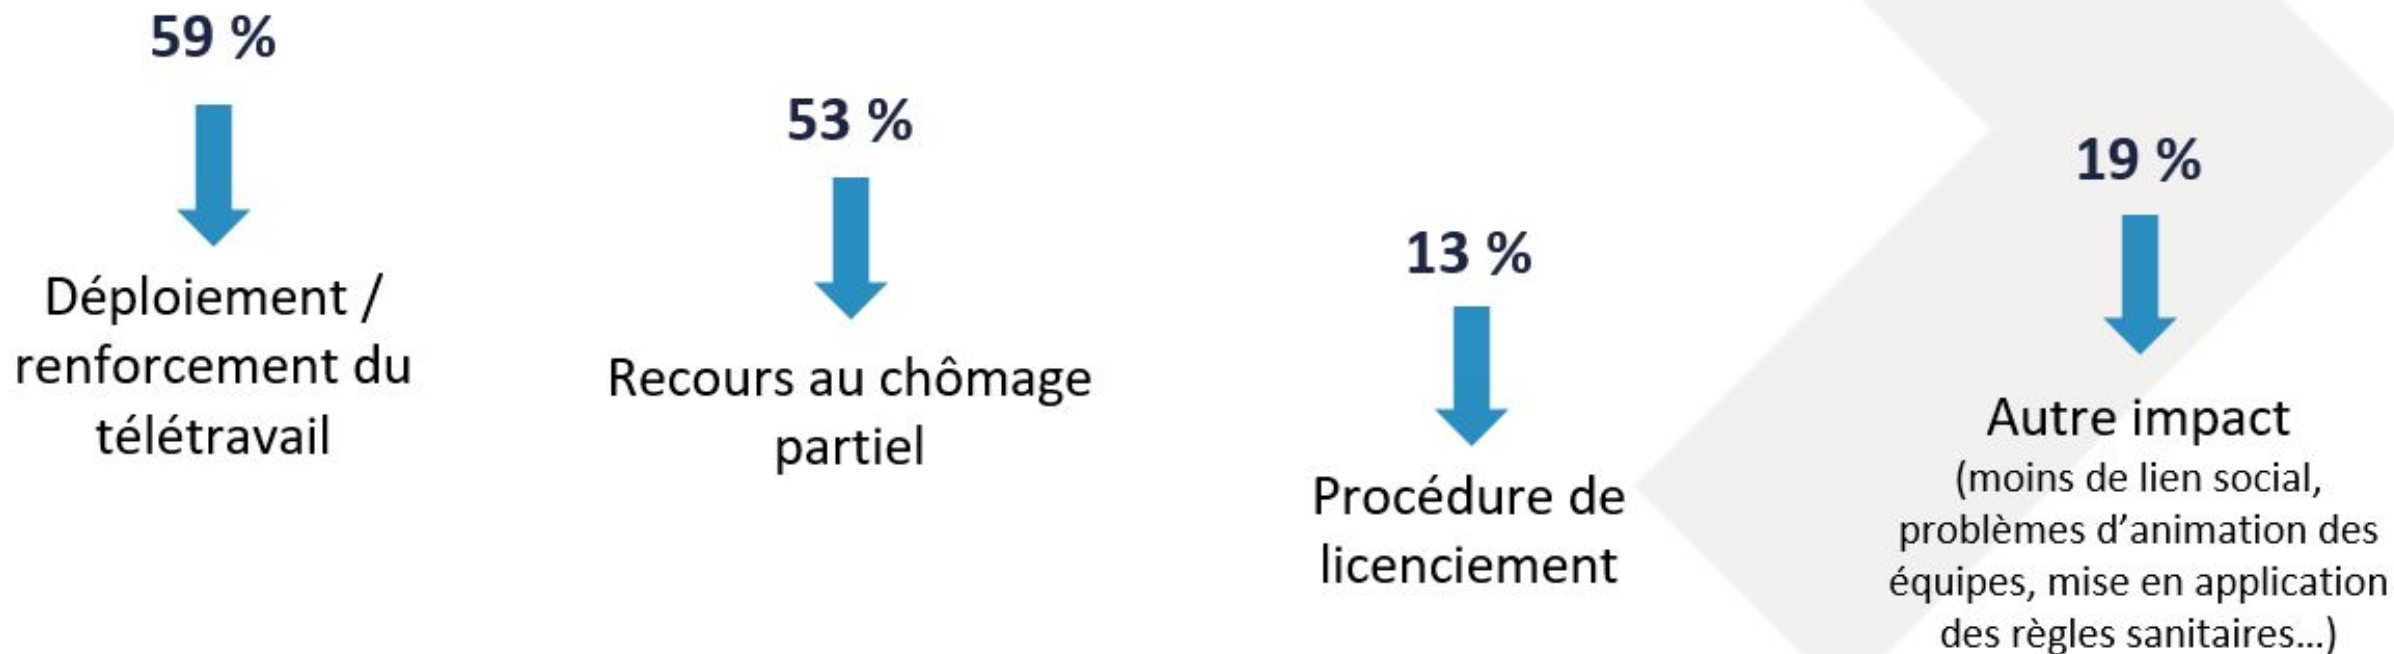 59 %
Déploiement /
renforcement du
télétravail
53 %
Recours au chômage
partiel
13 %
Procédure de
licenciement
19 %
Autre impact
(moins de lien social,
problèmes d’animation des
équipes, mise en application
des règles sanitaires…)